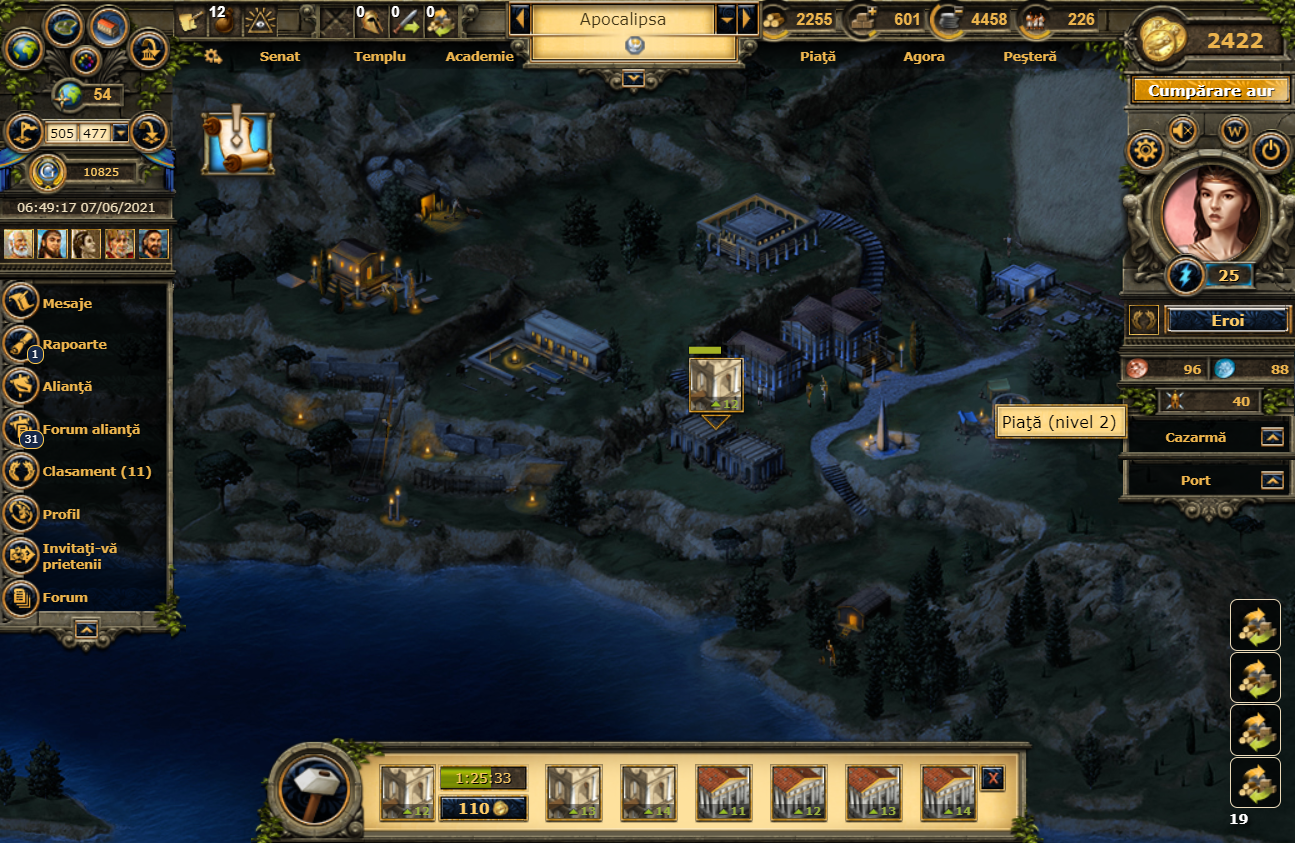 12
0
0
0
Apocalipsa
2255
601
4458
226
2422
Senat
Templu
Academie
Piaţă
Agora
Peşteră
Cumpărare aur
54
505
477
10825
06:49:17 07/06/2021
W
25
Eroi
96
88
40
Cazarmă
Port
Mesaje
1
Rapoarte
Alianţă
31
Forum alianţă
Clasament (11)
Profil
Invitaţi-vă
prietenii
Forum
12
Piaţă (nivel 2)
1:25:33
110
12
13
14
11
12
13
14
X
19